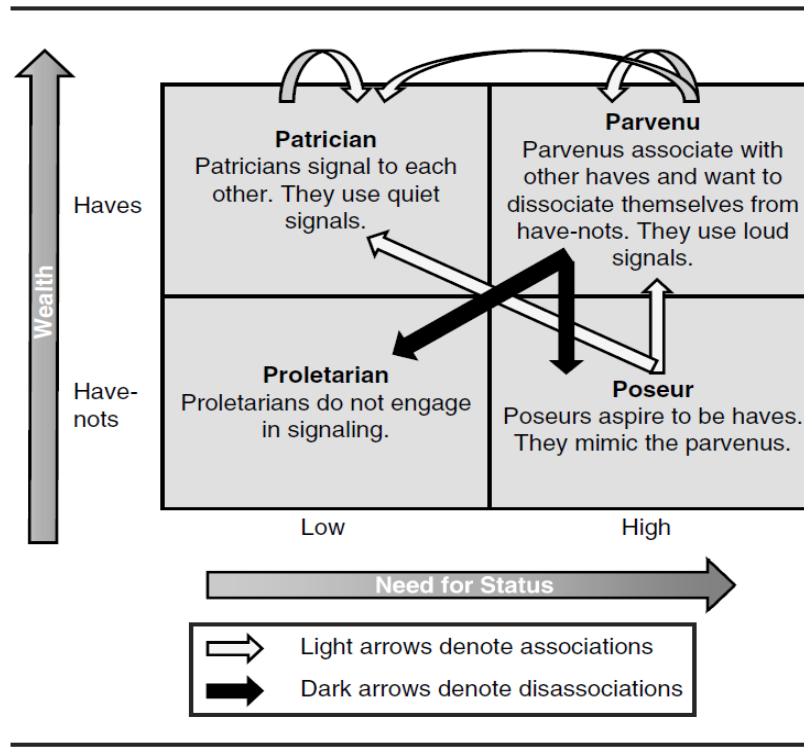 Patrician
Patricians signal to each
other. They use quiet
signals.
Parvenu
Parvenus associate with
other haves and want to
dissociate themselves from
have-nots. They use loud
signals.
Haves
Wealth
Proletarian
Proletarians do not engage
in signaling.
Poseur
Poseurs aspire to be haves.
They mimic the parvenus.
Have-
nots
Low
High
Need for Status
Light arrows denote associations
Dark arrows denote disassociations